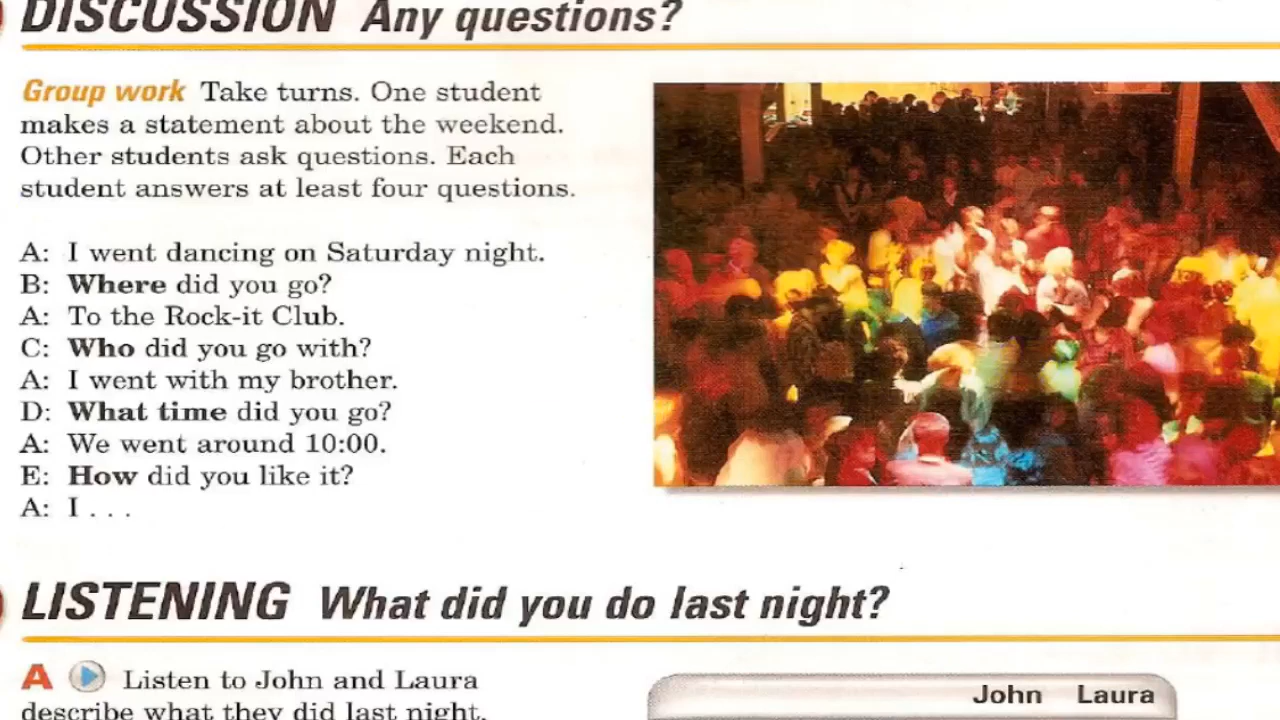 DISCUSSION Any questions?
Group work Take turns. One student
makes a statement about the weekend.
Other students ask questions. Each
student answers at least four questions.
A: I went dancing on Saturday night.
B: Where did you go?
A: To the Rock-it Club.
C: Who did you go with?
A: I went with my brother.
D: What time did you go?
A: We went around 10:00.
E: How did you like it?
A: I . . .
LISTENING What did you do last night?
A Listen to John and Laura
describe what they did last night.
John Laura